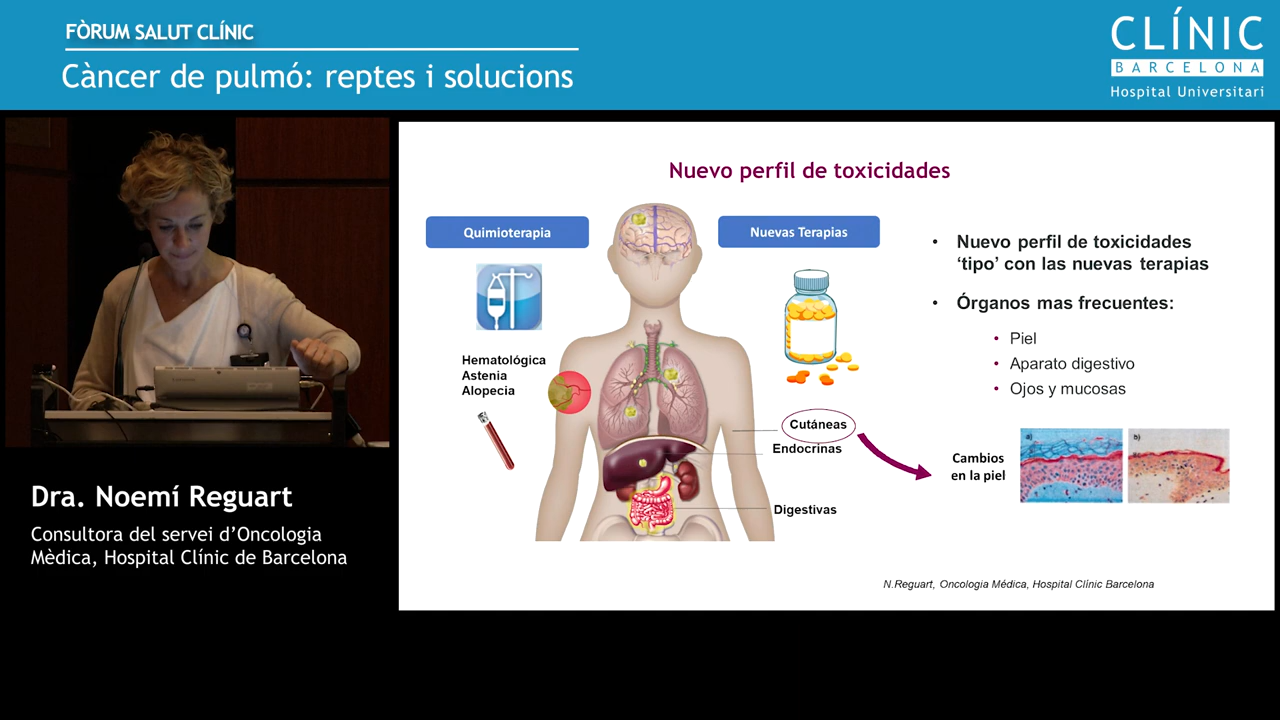 FÒRUM SALUT CLÍNIC
Càncer de pulmó: reptes i solucions
CLÍNIC
BARCELONA
Hospital Universitari
Nuevo perfil de toxicidades
Quimioterapia
Nuevas Terapias
Hematológica
Astenia
Alopecia
Cutáneas
Endocrinas
Digestivas
• Nuevo perfil de toxicidades
‘tipo’ con las nuevas terapias
• Órganos mas frecuentes:
• Piel
• Aparato digestivo
• Ojos y mucosas
Cambios
en la piel
a)
b)
N.Reguart, Oncologia Médica, Hospital Clínic Barcelona
Dra. Noemí Reguart
Consultora del servei d’Oncologia
Mèdica, Hospital Clínic de Barcelona